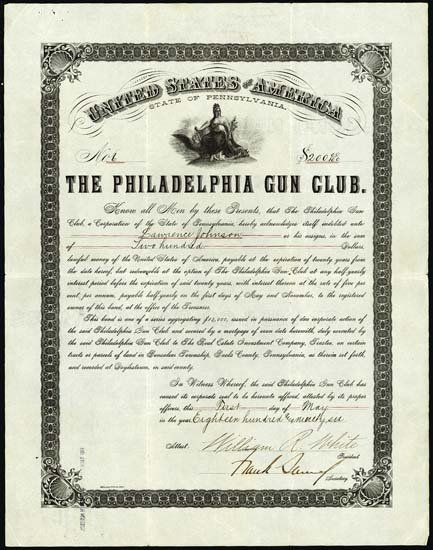 UNITED STATES OF AMERICA
STATE OF PENNSYLVANIA.
No. $200.00
THE PHILADELPHIA GUN CLUB.
Know all Men by these Presents, that The Philadelphia Gun
Club, a Corporation of the State of Pennsylvania, hereby acknowledges itself indebted unto
Lawrence Johnson or his assigns, in the sum
of Two hundred Dollars,
lawful money of the United States of America, payable at the expiration of twenty years from
the date hereof, but redeemable at the option of The Philadelphia Gun Club at any half-yearly
interest period before the expiration of said twenty years, with interest thereon at the rate of five per
cent. per annum, payable half-yearly on the first days of May and November, to the registered
owner of this bond, at the office of the Treasurer.
This bond is one of a series aggregating $12,000, issued in pursuance of due corporate action of
the said Philadelphia Gun Club and secured by a mortgage of even date herewith, duly executed by
the said Philadelphia Gun Club to The Real Estate Investment Company, Trustee, on certain
tracts or parcels of land in Bensalem Township, Bucks County, Pennsylvania, as therein set forth,
and recorded at Doylestown, in said county.
In Witness Whereof, the said Philadelphia Gun Club has
caused its corporate seal to be hereunto affixed, attested by its proper
officers, this First day of May
in the year Eighteen hundred & ninety six
Attest: William R. White
President
Frank
Secretary